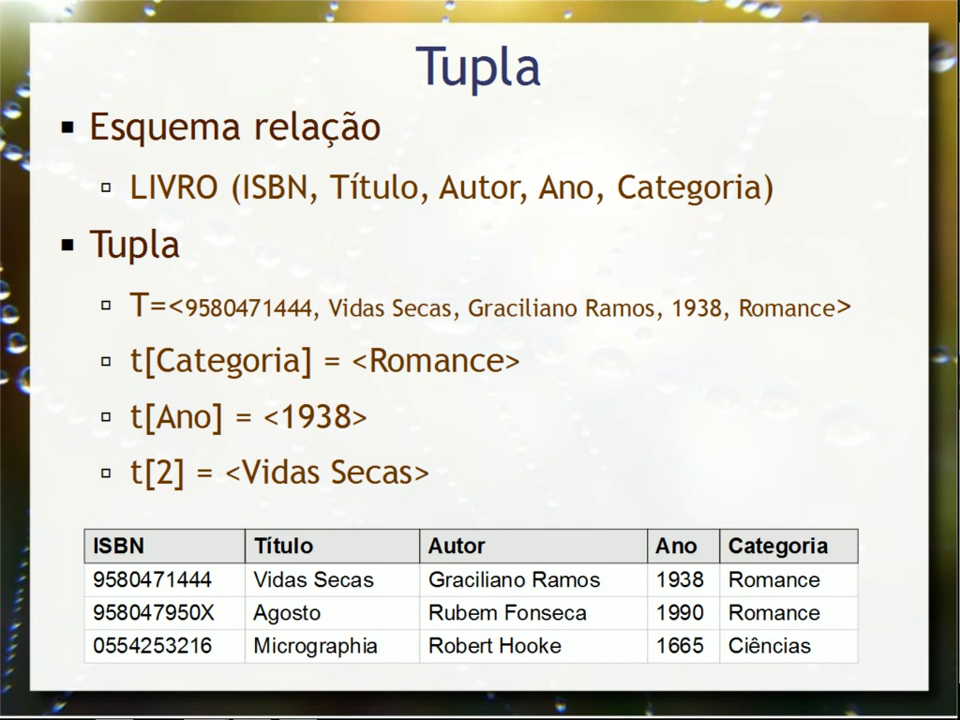 Tupla
Esquema relação
LIVRO (ISBN, Título, Autor, Ano, Categoria)
Tupla
T=<9580471444, Vidas Secas, Graciliano Ramos, 1938, Romance>
t[Categoria] = <Romance>
t[Ano] = <1938>
t[2] = <Vidas Secas>
ISBN Título Autor Ano Categoria
9580471444 Vidas Secas Graciliano Ramos 1938 Romance
958047950X Agosto Rubem Fonseca 1990 Romance
0554253216 Micrographia Robert Hooke 1665 Ciências